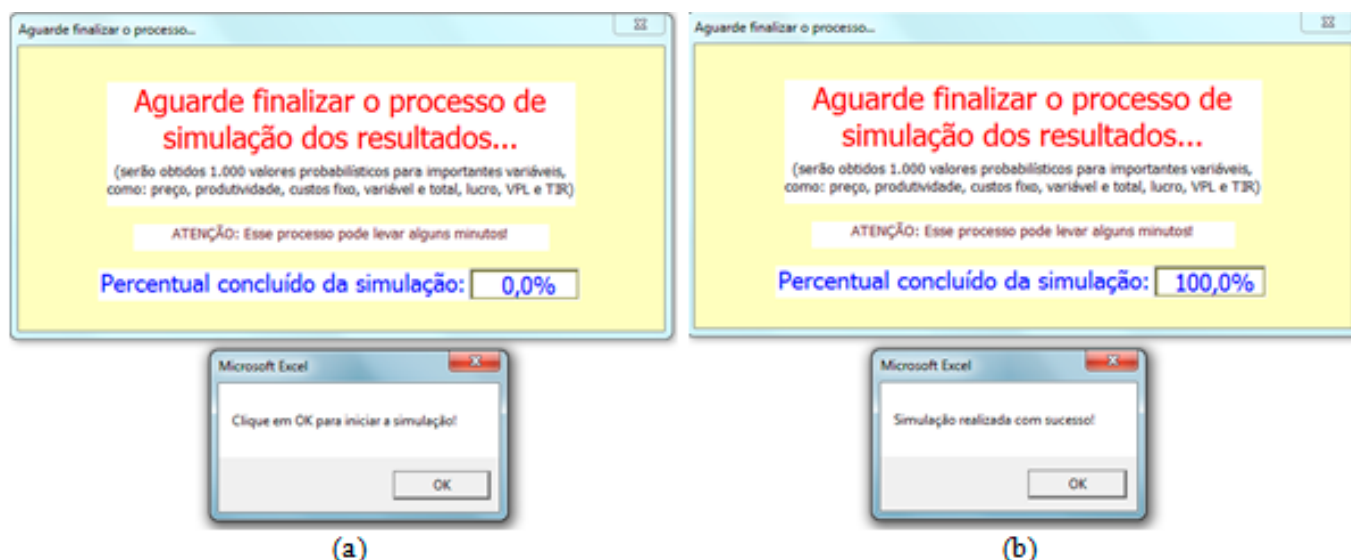 Aguarde finalizar o processo...
Aguarde finalizar o processo de
simulação dos resultados...
(serão obtidos 1.000 valores probabilísticos para importantes variáveis,
como: preço, produtividade, custos fixo, variável e total, lucro, VPL e TIR)
ATENÇÃO: Esse processo pode levar alguns minutos!
Percentual concluído da simulação: 0,0%
Microsoft Excel
Clique em OK para iniciar a simulação!
OK
(a)
Aguarde finalizar o processo...
Aguarde finalizar o processo de
simulação dos resultados...
(serão obtidos 1.000 valores probabilísticos para importantes variáveis,
como: preço, produtividade, custos fixo, variável e total, lucro, VPL e TIR)
ATENÇÃO: Esse processo pode levar alguns minutos!
Percentual concluído da simulação: 100,0%
Microsoft Excel
Simulação realizada com sucesso!
OK
(b)